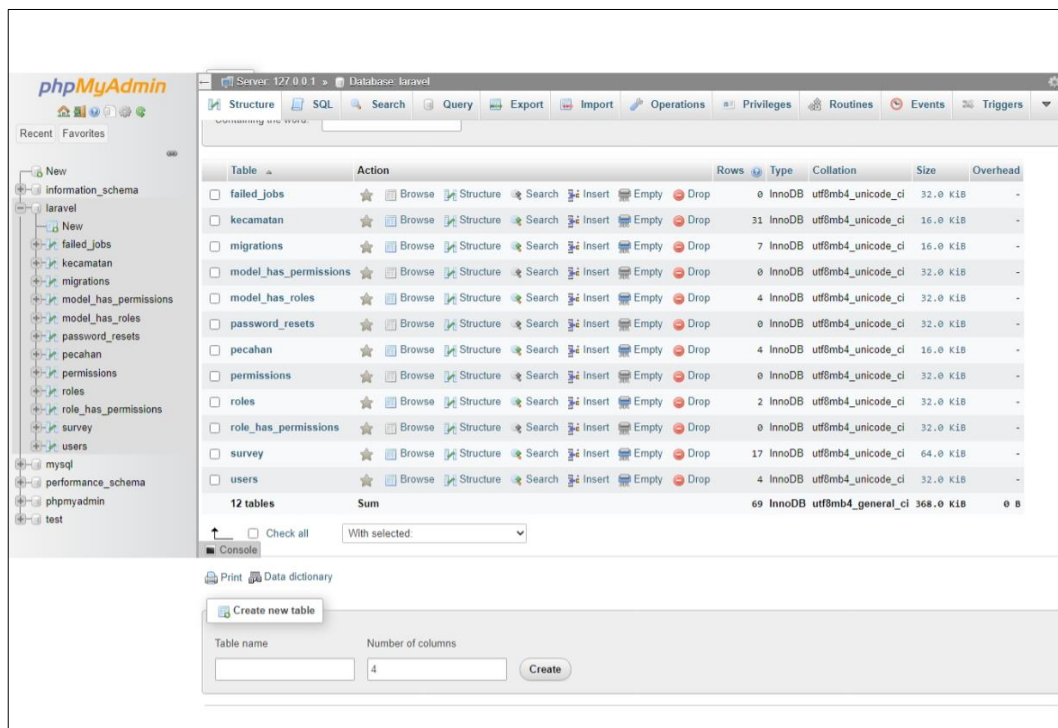 phpMyAdmin
Recent Favorites
New
information_schema
laravel
New
failed_jobs
kecamatan
migrations
model_has_permissions
model_has_roles
password_resets
pecahan
permissions
roles
role_has_permissions
survey
users
mysql
performance_schema
phpmyadmin
test
Server: 127.0.0.1 » Database: laravel
Structure SQL Search Query Export Import Operations Privileges Routines Events Triggers
Containing the word:
Table Action Rows Type Collation Size Overhead
failed_jobs Browse Structure Search Insert Empty Drop 0 InnoDB utf8mb4_unicode_ci 32.0 KiB -
kecamatan Browse Structure Search Insert Empty Drop 31 InnoDB utf8mb4_unicode_ci 16.0 KiB -
migrations Browse Structure Search Insert Empty Drop 7 InnoDB utf8mb4_unicode_ci 16.0 KiB -
model_has_permissions Browse Structure Search Insert Empty Drop 0 InnoDB utf8mb4_unicode_ci 32.0 KiB -
model_has_roles Browse Structure Search Insert Empty Drop 4 InnoDB utf8mb4_unicode_ci 32.0 KiB -
password_resets Browse Structure Search Insert Empty Drop 0 InnoDB utf8mb4_unicode_ci 32.0 KiB -
pecahan Browse Structure Search Insert Empty Drop 4 InnoDB utf8mb4_unicode_ci 16.0 KiB -
permissions Browse Structure Search Insert Empty Drop 0 InnoDB utf8mb4_unicode_ci 32.0 KiB -
roles Browse Structure Search Insert Empty Drop 2 InnoDB utf8mb4_unicode_ci 32.0 KiB -
role_has_permissions Browse Structure Search Insert Empty Drop 0 InnoDB utf8mb4_unicode_ci 32.0 KiB -
survey Browse Structure Search Insert Empty Drop 17 InnoDB utf8mb4_unicode_ci 64.0 KiB -
users Browse Structure Search Insert Empty Drop 4 InnoDB utf8mb4_unicode_ci 32.0 KiB -
12 tables Sum 69 InnoDB utf8mb4_general_ci 368.0 KiB 0 B
Check all With selected:
Console
Print Data dictionary
Create new table
Table name Number of columns
4 Create